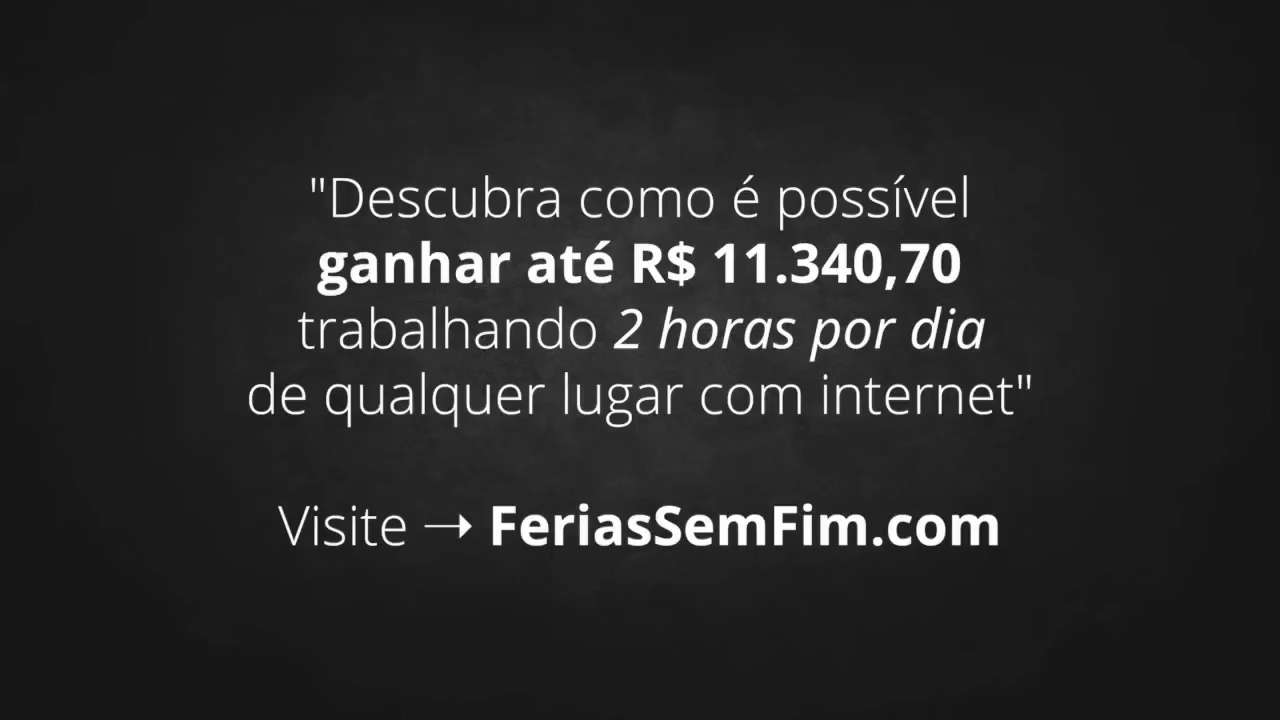 "Descubra como é possível
ganhar até R$ 11.340,70
trabalhando 2 horas por dia
de qualquer lugar com internet"
Visite → FeriasSemFim.com